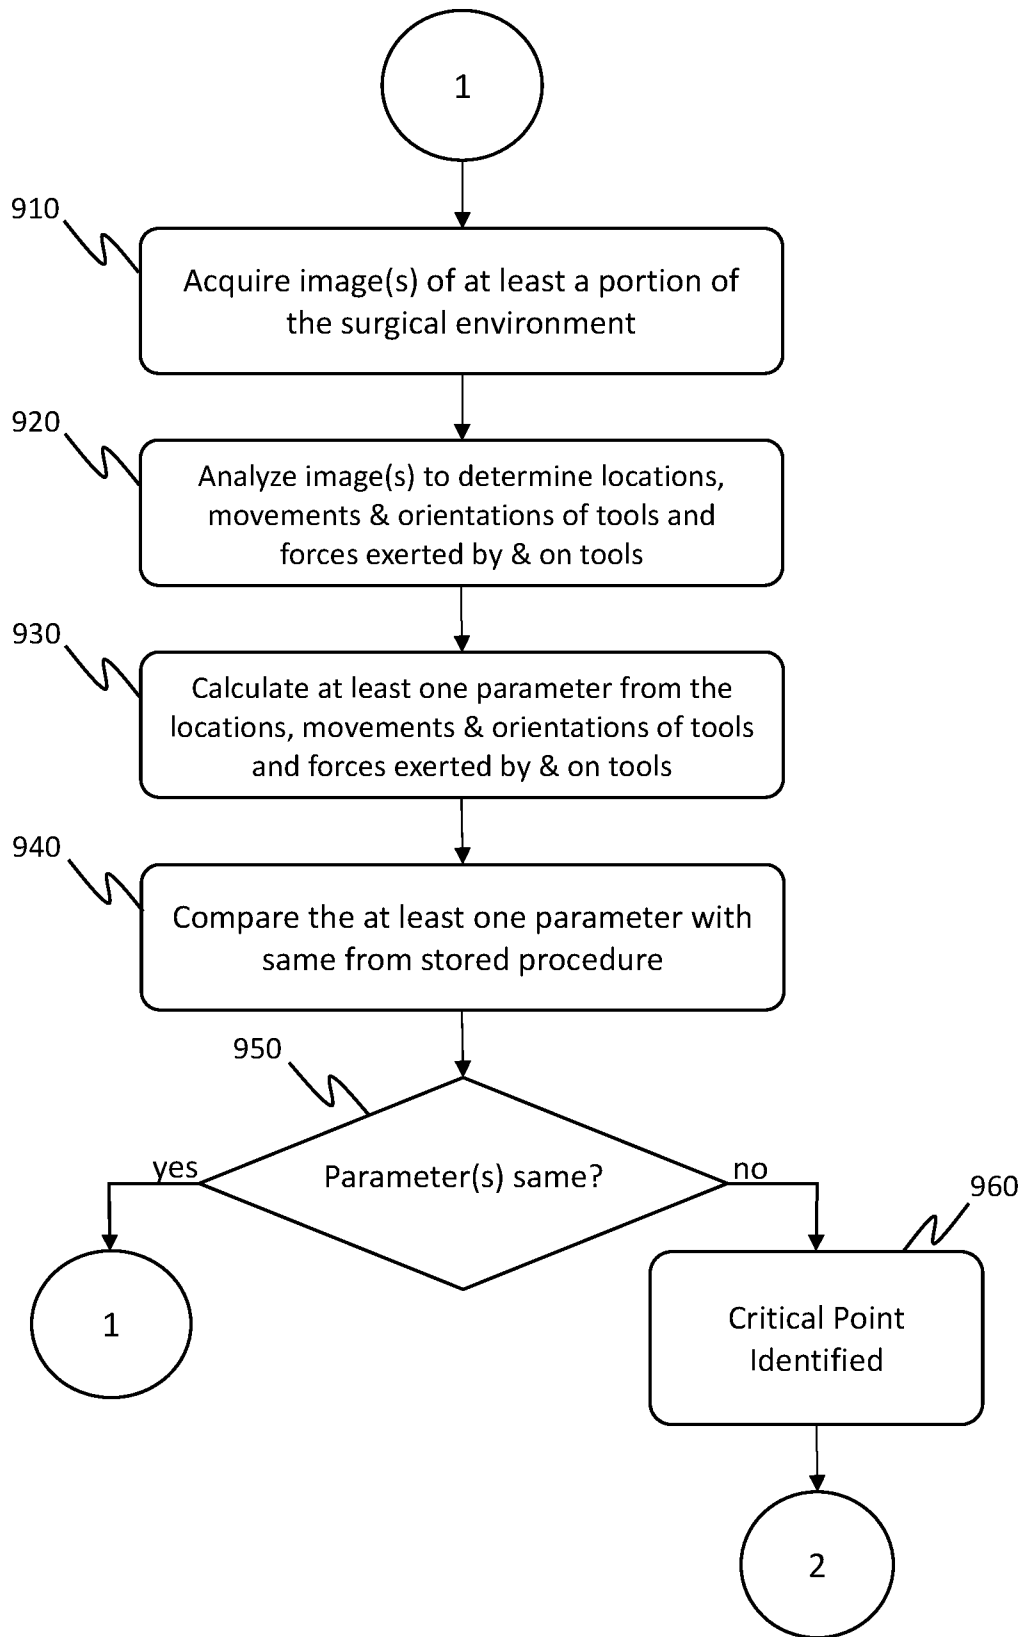 1
910
Acquire image(s) of at least a portion of
the surgical environment
920
Analyze image(s) to determine locations,
movements & orientations of tools and
forces exerted by & on tools
930
Calculate at least one parameter from the
locations, movements & orientations of tools
and forces exerted by & on tools
940
Compare the at least one parameter with
same from stored procedure
950
yes
Parameter(s) same?
no
960
1
Critical Point
Identified
2